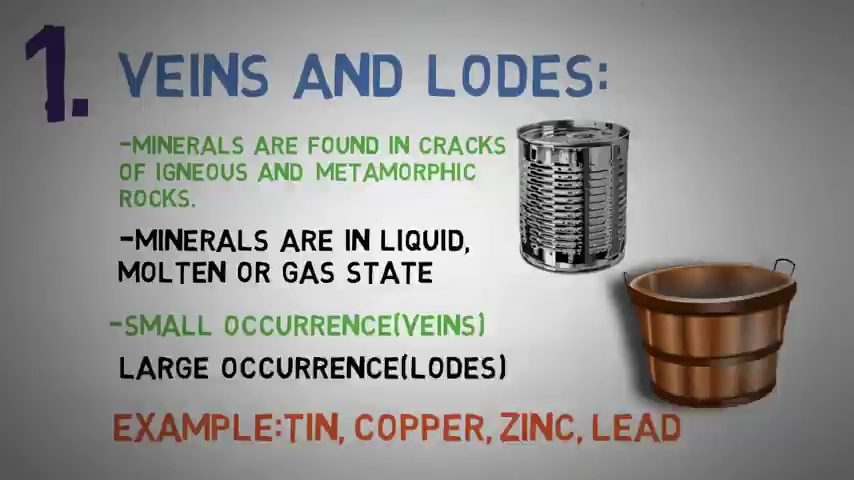 1. VEINS AND LODES:
-MINERALS ARE FOUND IN CRACKS
OF IGNEOUS AND METAMORPHIC
ROCKS.
-MINERALS ARE IN LIQUID,
MOLTEN OR GAS STATE
-SMALL OCCURRENCE(VEINS)
LARGE OCCURRENCE(LODES)
EXAMPLE:TIN, COPPER, ZINC, LEAD